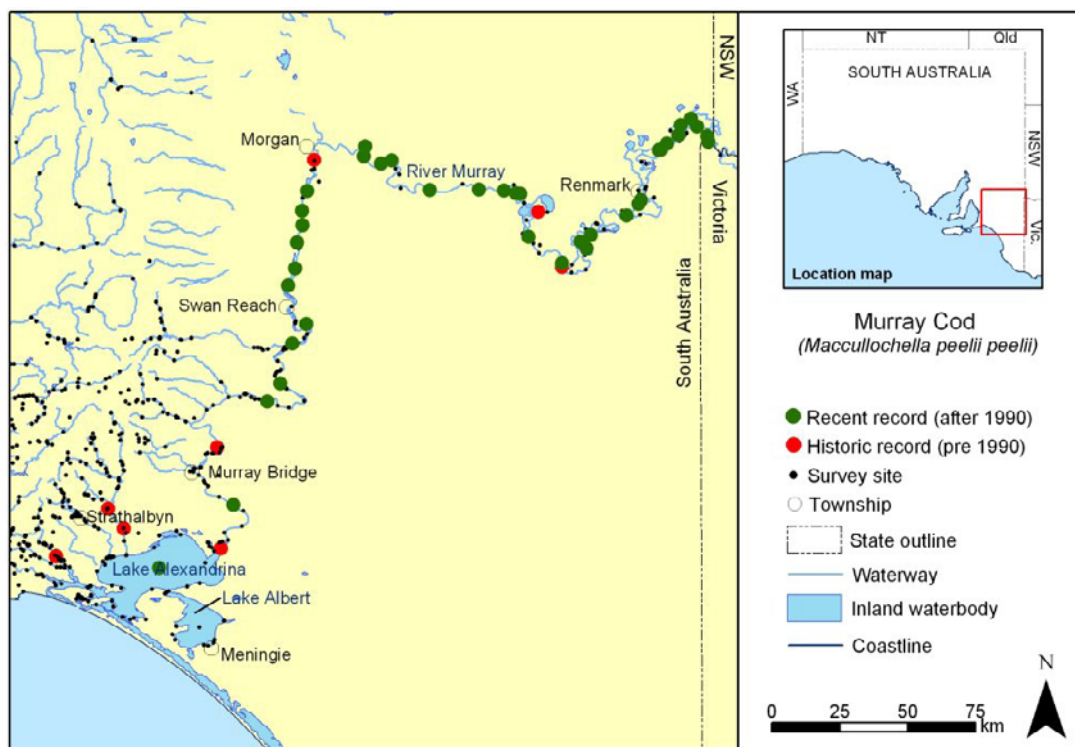 NSW
Morgan
River Murray
Renmark
Victoria
Swan Reach
South Australia
Murray Bridge
Strathalbyn
Lake Alexandrina
Lake Albert
Meningie
NT
Qld
SOUTH AUSTRALIA
WA
NSW
Vic.
Location map
Murray Cod
(Maccullochella peelii peelii)
Recent record (after 1990)
Historic record (pre 1990)
Survey site
Township
State outline
Waterway
Inland waterbody
Coastline
N
0 25 50 75
km